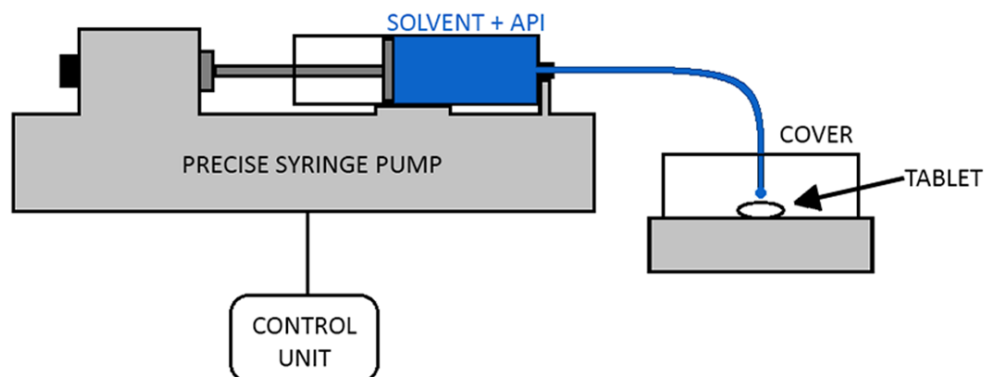 SOLVENT + API
COVER
PRECISE SYRINGE PUMP
TABLET
CONTROL
UNIT